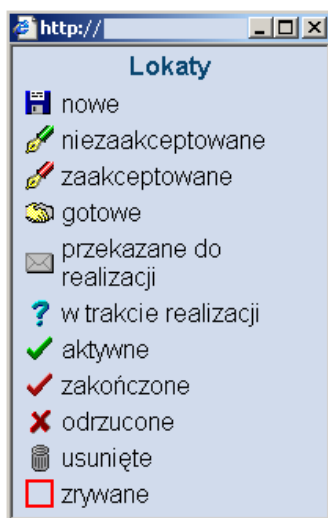 http://
Lokaty
nowe
niezaakceptowane
zaakceptowane
gotowe
przekazane do
realizacji
w trakcie realizacji
aktywne
zakończone
odrzucone
usunięte
zrywane